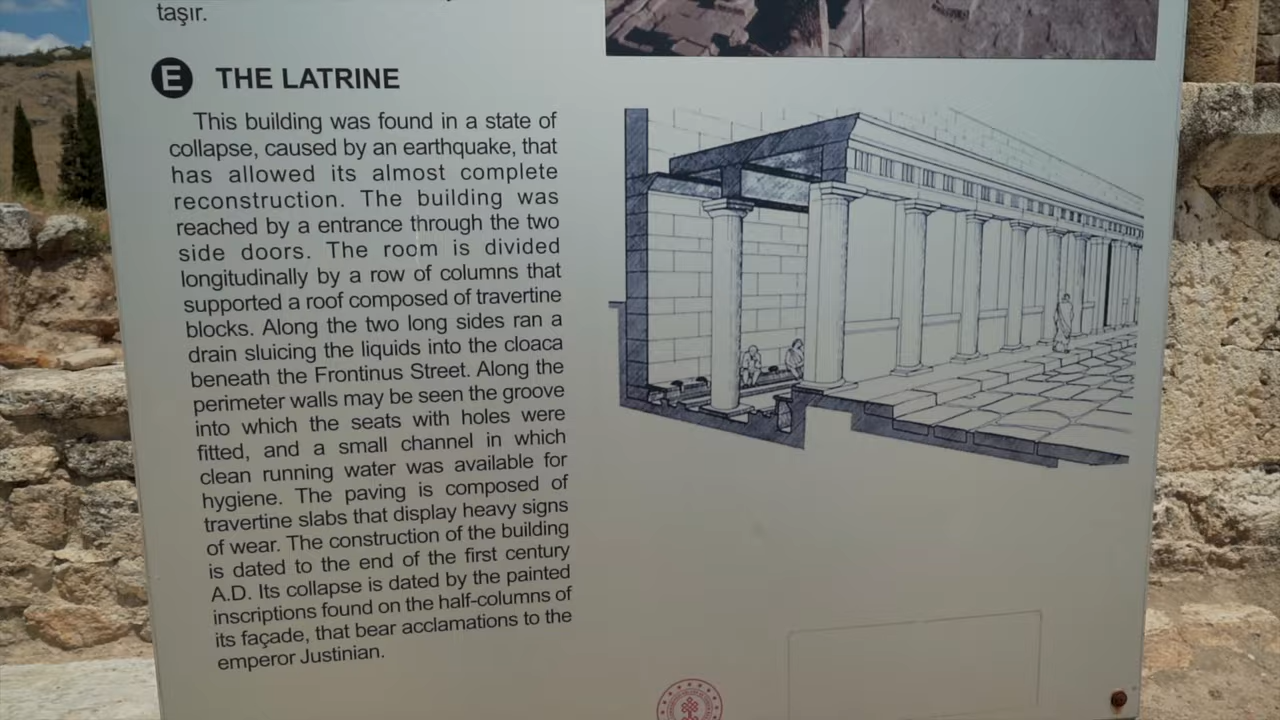 taşır.
E THE LATRINE
This building was found in a state of
collapse, caused by an earthquake, that
has allowed its almost complete
reconstruction. The building was
reached by a entrance through the two
side doors. The room is divided
longitudinally by a row of columns that
supported a roof composed of travertine
blocks. Along the two long sides ran a
drain sluicing the liquids into the cloaca
beneath the Frontinus Street. Along the
perimeter walls may be seen the groove
into which the seats with holes were
fitted, and a small channel in which
clean running water was available for
hygiene. The paving is composed of
travertine slabs that display heavy signs
of wear. The construction of the building
is dated to the end of the first century
A.D. Its collapse is dated by the painted
inscriptions found on the half-columns of
its façade, that bear acclamations to the
emperor Justinian.